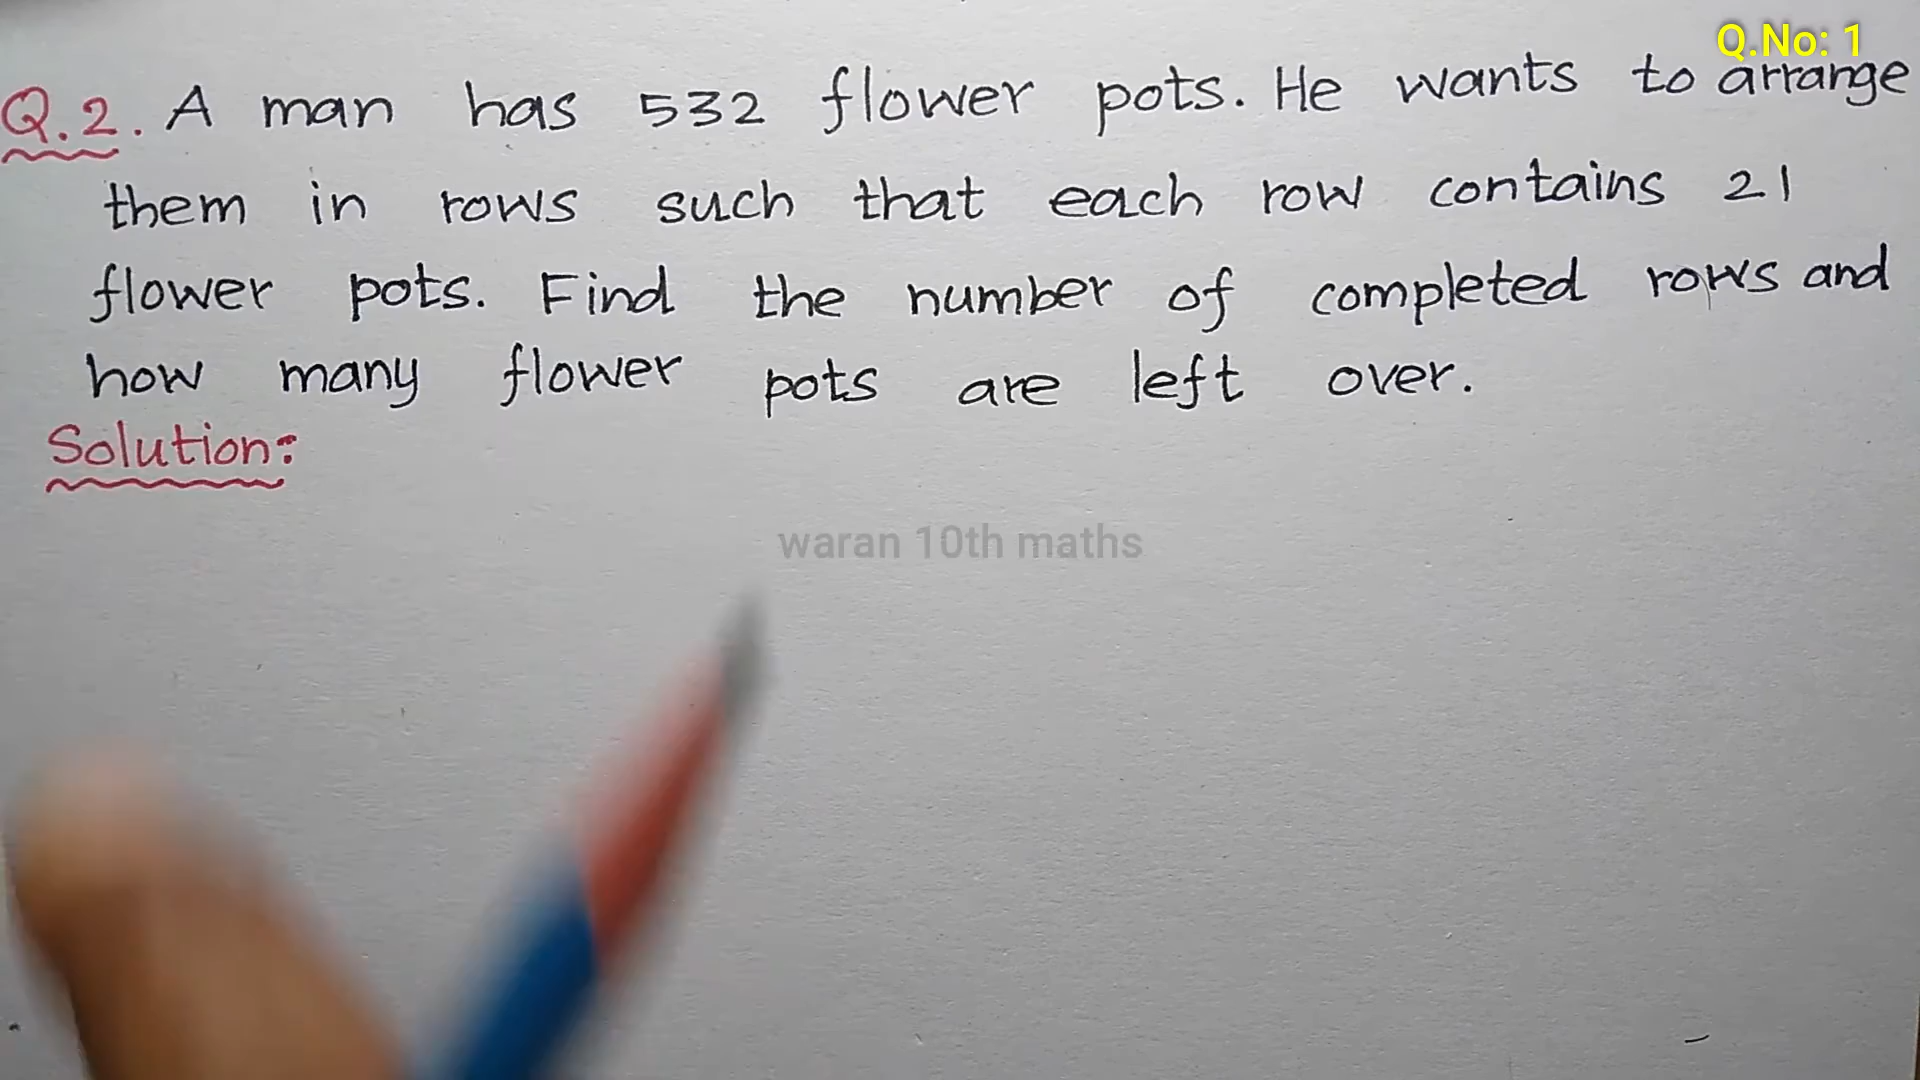 Q.No: 1
Q.2. A man has 532 flower pots. He wants to arrange
them in rows such that each row contains 21
flower pots. Find the number of completed rows and
how many flower pots are left over.
Solution:
waran 10th maths